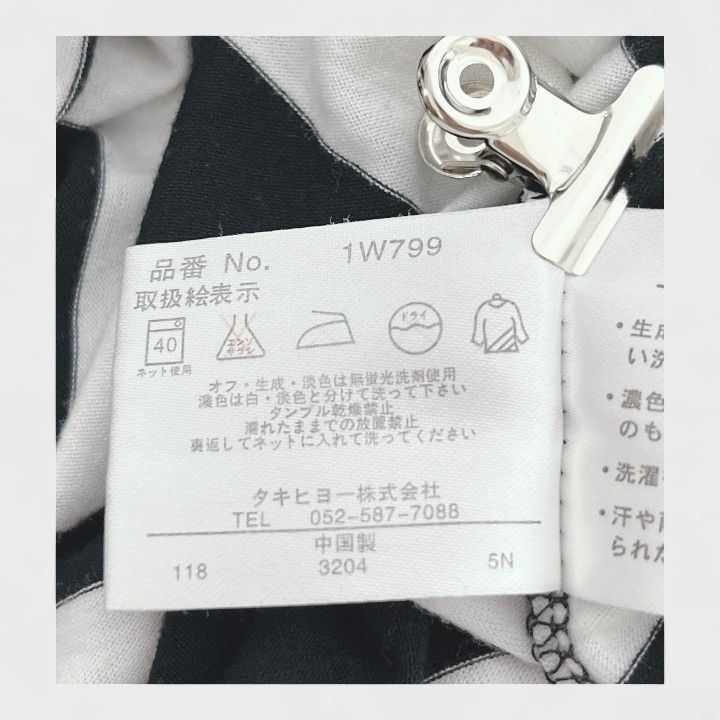 品番 No. 1W799
取扱絵表示
40
エンソ
サラシ
ドライ
ネット使用
オフ・生成・淡色は無蛍光洗剤使用
濃色は白・淡色と分けて洗って下さい
タンブル乾燥禁止
濡れたままでの放置禁止
裏返してネットに入れて洗ってください
タキヒヨー株式会社
TEL 052-587-7088
中国製
118 3204 5N
・生成
い洗
・濃色
のも
・洗濯
・汗や
られた